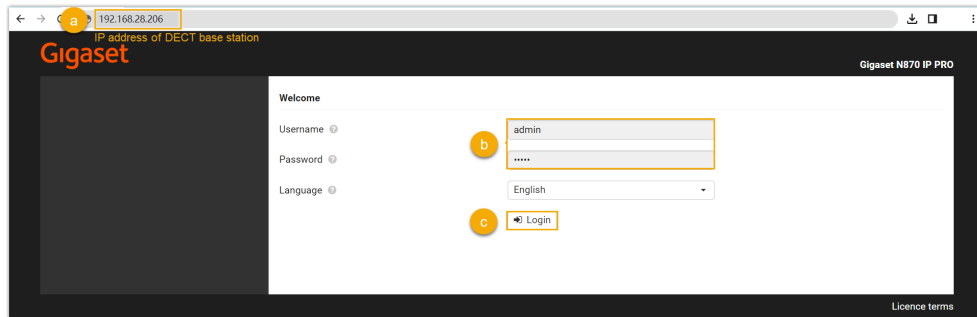 a
192.168.28.206
IP address of DECT base station
Gigaset
Gigaset N870 IP PRO
Welcome
Username
admin
b
Password
•••••
Language
English
c
Login
Licence terms